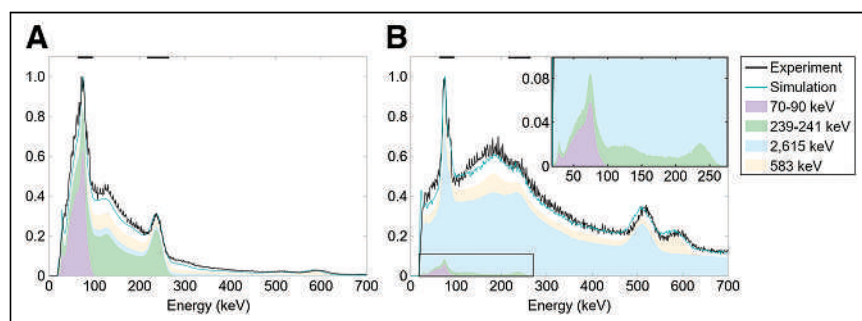 A
B
1.0
0.8
0.6
0.4
0.2
0
0 100 200 300 400 500 600 700
Energy (keV)
1.0
0.8
0.6
0.4
0.2
0
0 100 200 300 400 500 600 700
Energy (keV)
0.08
0.04
0
50 100 150 200 250
Experiment
Simulation
70-90 keV
239-241 keV
2,615 keV
583 keV